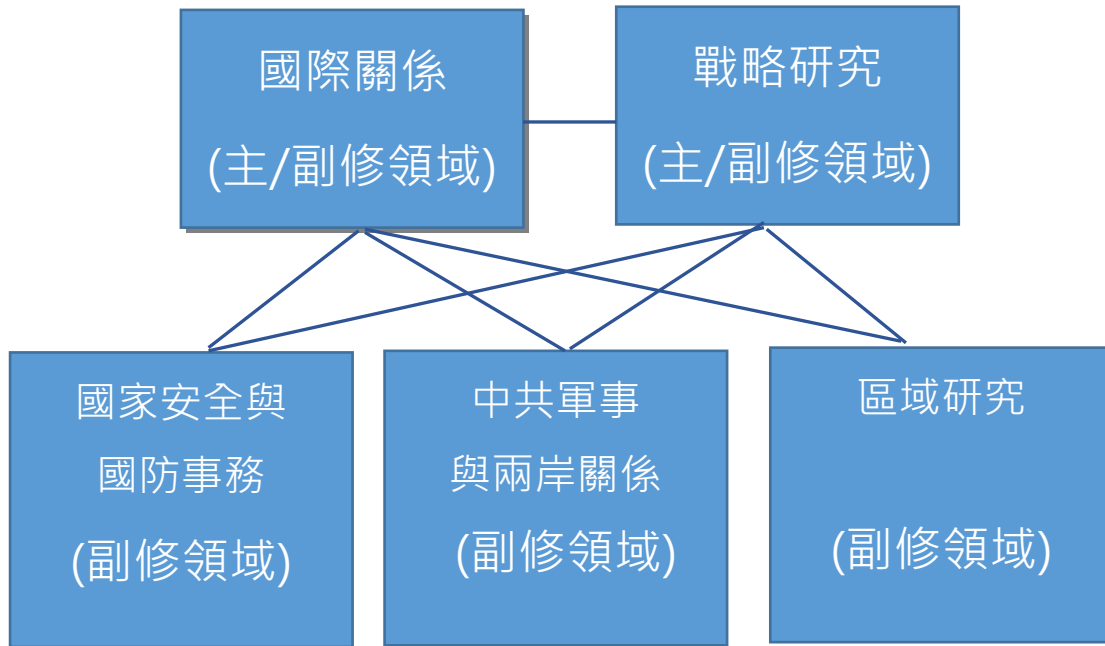 國際關係
(主/副修領域)
戰略研究
(主/副修領域)
國家安全與
國防事務
(副修領域)
中共軍事
與兩岸關係
(副修領域)
區域研究
(副修領域)